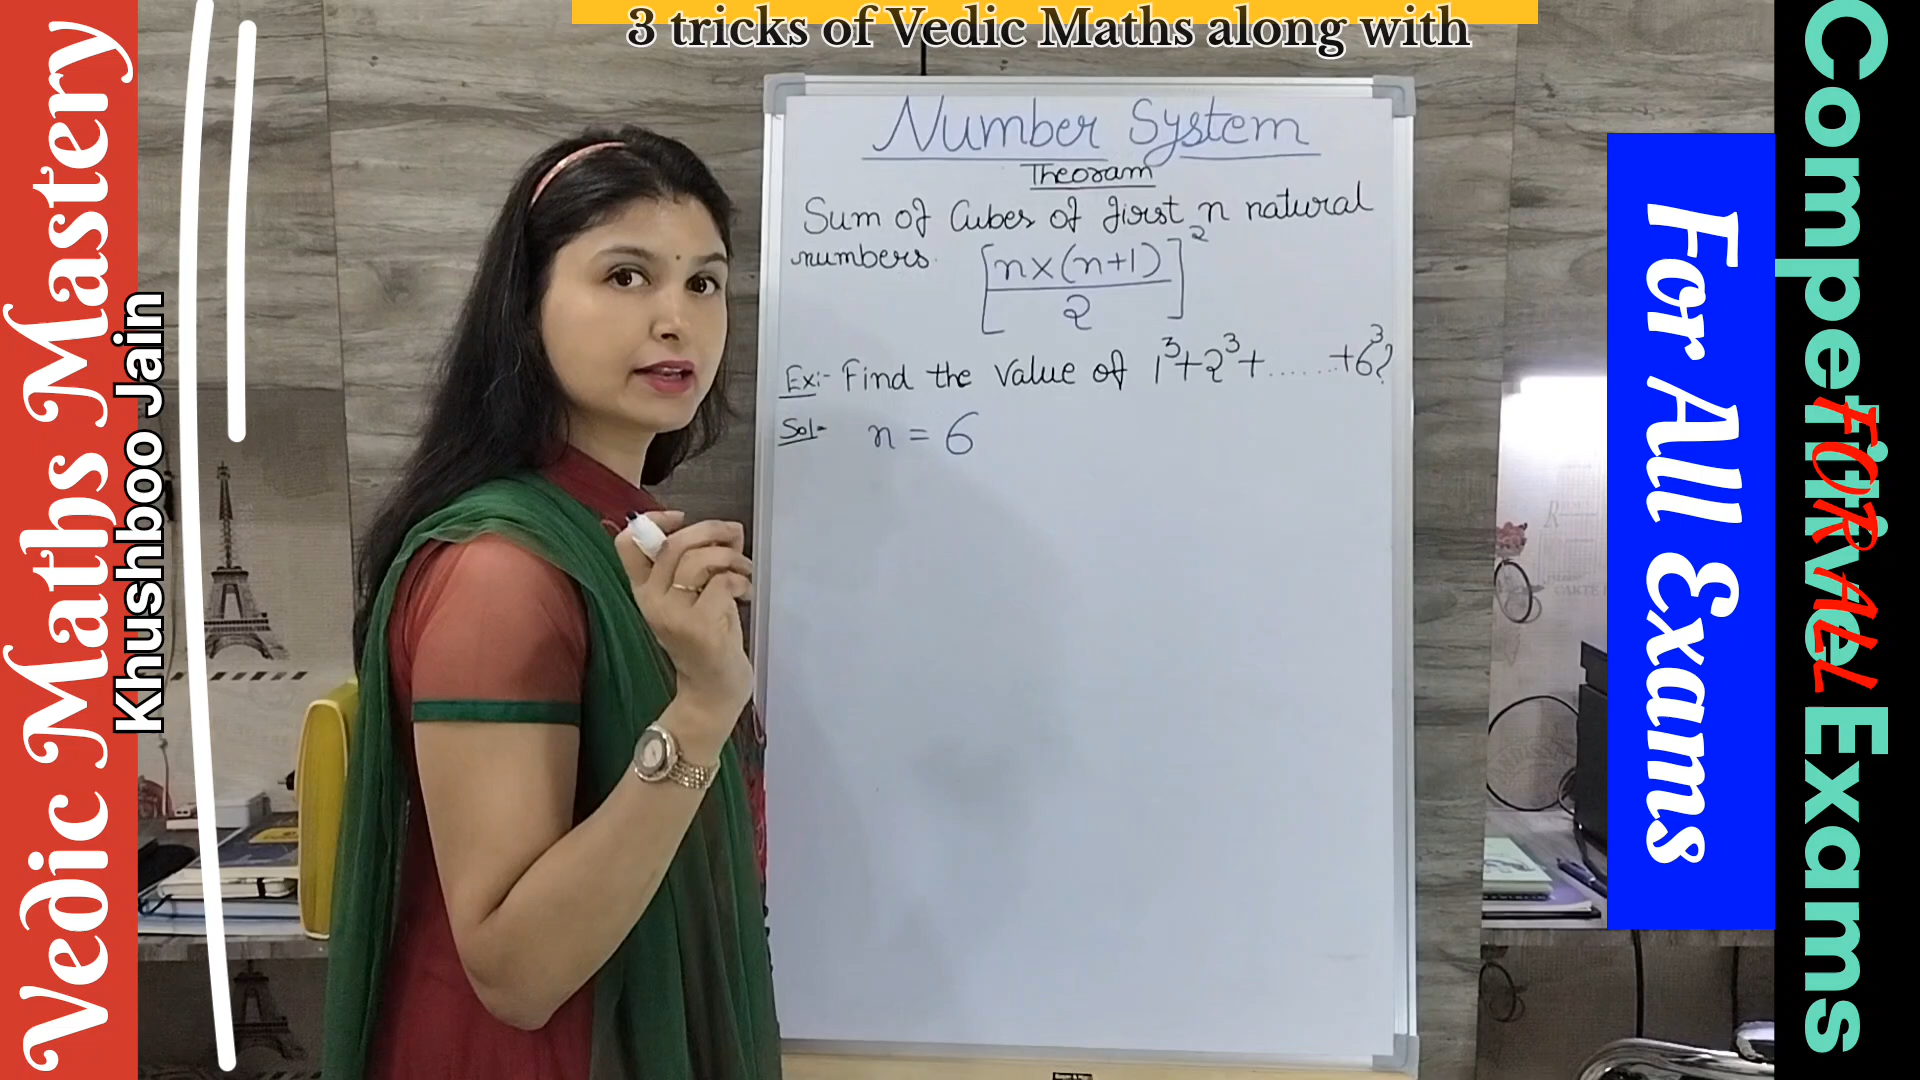 3 tricks of Vedic Maths along with
Vedic Maths Mastery
Khushboo Jain
Number System
Theoram
Sum of Cubes of first n natural
numbers. [n×(n+1)/2]²
Ex:- Find the Value of 1³+2³+.......+6³?
Sol- n = 6
For All Exams
Competitive Exams
FOR ALL